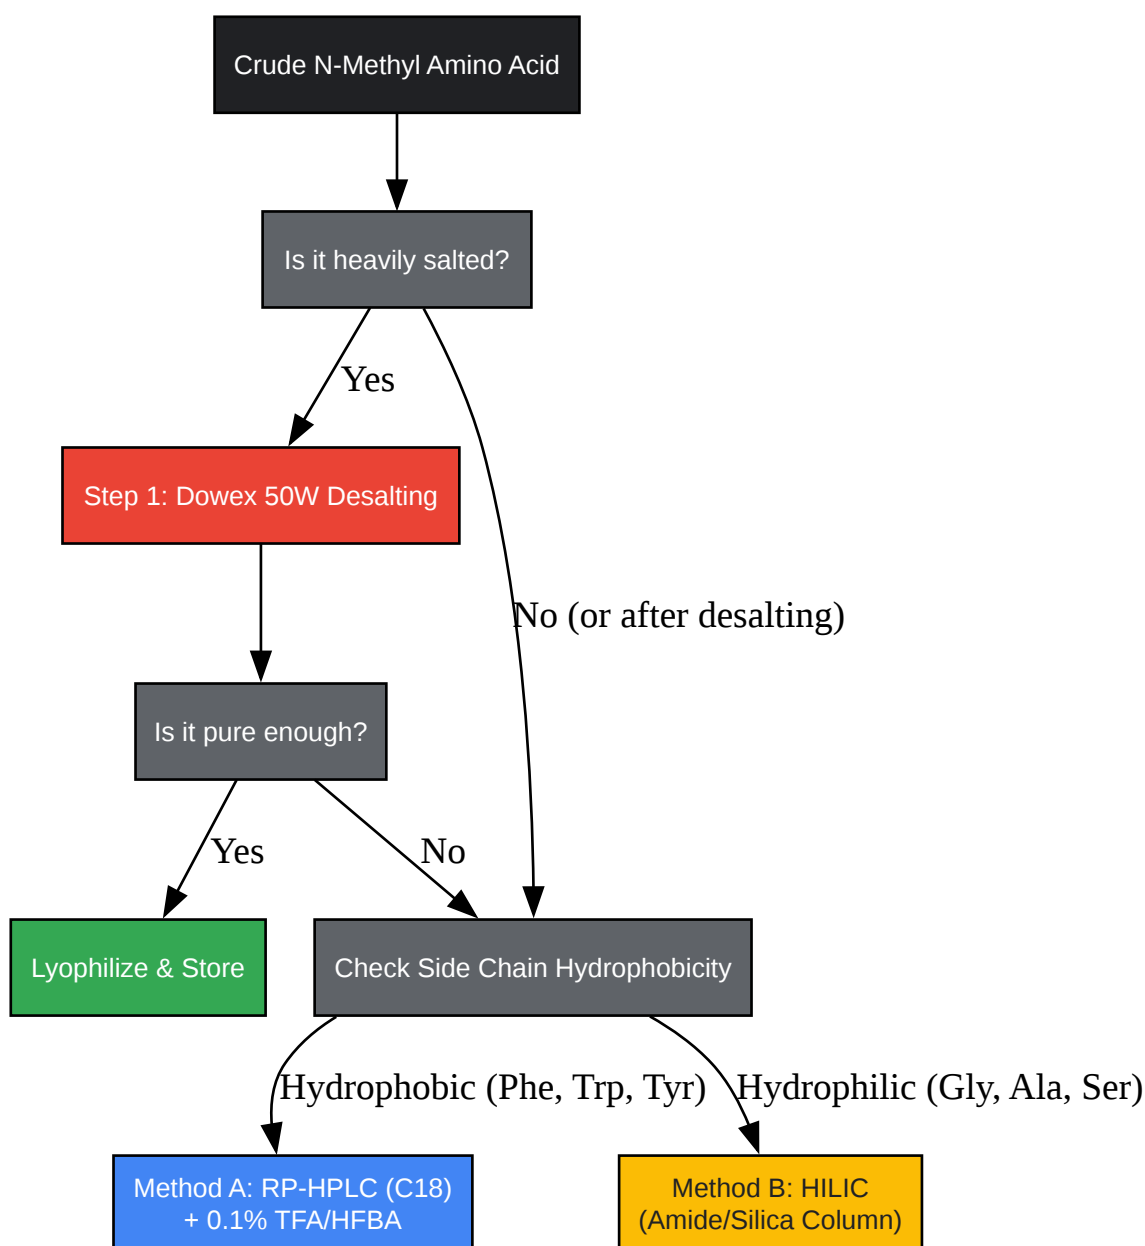 Crude N-Methyl Amino Acid
Is it heavily salted?
Yes
Step 1: Dowex 50W Desalting
No (or after desalting)
Is it pure enough?
Yes
No
Lyophilize & Store
Check Side Chain Hydrophobicity
Hydrophobic (Phe, Trp, Tyr)
Hydrophilic (Gly, Ala, Ser)
Method A: RP-HPLC (C18)
+ 0.1% TFA/HFBA
Method B: HILIC
(Amide/Silica Column)